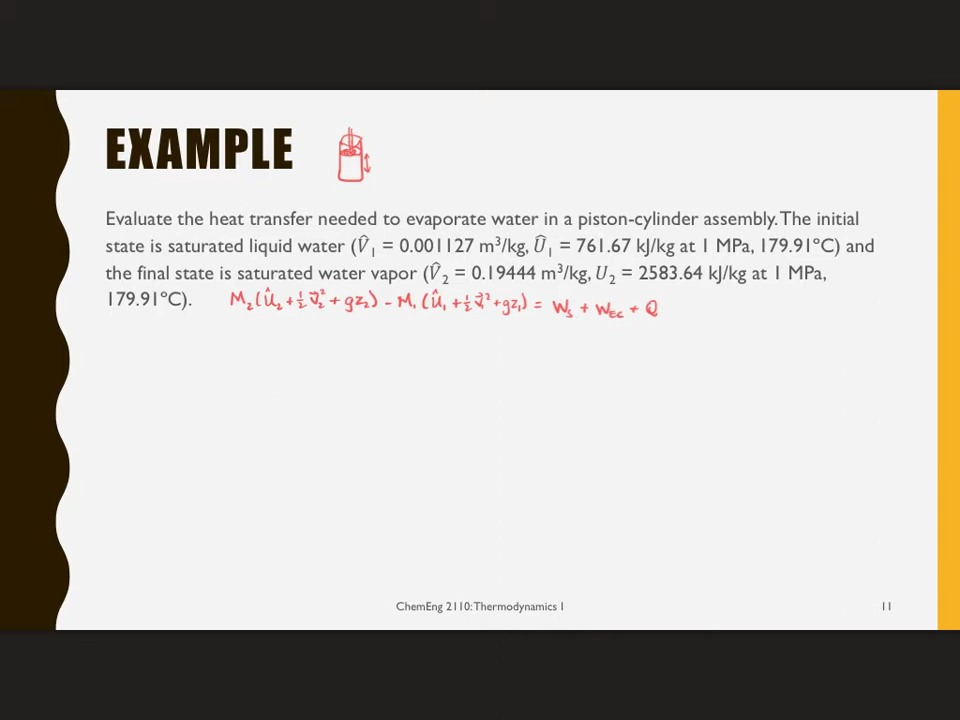 EXAMPLE
Evaluate the heat transfer needed to evaporate water in a piston-cylinder assembly. The initial
state is saturated liquid water (V̂₁ = 0.001127 m³/kg, Û₁ = 761.67 kJ/kg at 1 MPa, 179.91°C) and
the final state is saturated water vapor (V̂₂ = 0.19444 m³/kg, U₂ = 2583.64 kJ/kg at 1 MPa,
179.91°C). M₂(Û₂ + ½ v⃗₂² + gz₂) - M₁(Û₁ + ½ v⃗₁² + gz₁) = Wₛ + W_EC + Q
ChemEng 2110: Thermodynamics I 11